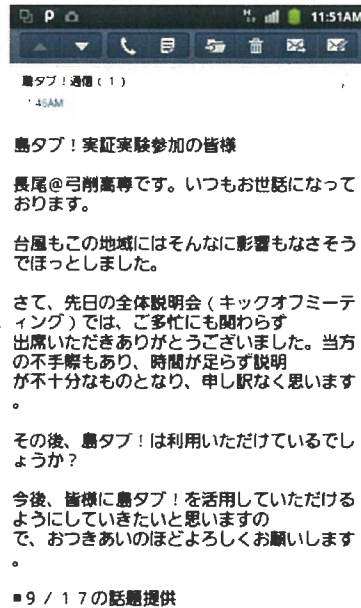 11:51AM
島タブ！通信（１）
:46AM
島タブ！実証実験参加の皆様
長尾＠弓削高専です。いつもお世話になって
おります。
台風もこの地域にはそんなに影響もなさそう
でほっとしました。
さて、先日の全体説明会（キックオフミーテ
ィング）では、ご多忙にも関わらず
出席いただきありがとうございました。当方
の不手際もあり、時間が足らず説明
が不十分なものとなり、申し訳なく思います
。
その後、島タブ！は利用いただけているでし
ょうか？
今後、皆様に島タブ！を活用していただける
ようにしていきたいと思いますの
で、おつきあいのほどよろしくお願いします
。
■９／１７の話題提供